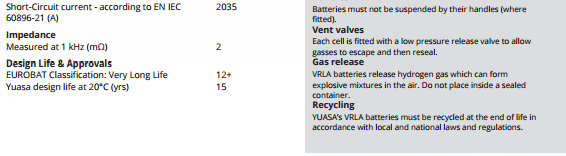 Short-Circuit current - according to EN IEC 2035
60896-21 (A)
Impedance
Measured at 1 kHz (mΩ) 2
Design Life & Approvals
EUROBAT Classification: Very Long Life 12+
Yuasa design life at 20°C (yrs) 15
Batteries must not be suspended by their handles (where
fitted).
Vent valves
Each cell is fitted with a low pressure release valve to allow
gasses to escape and then reseal.
Gas release
VRLA batteries release hydrogen gas which can form
explosive mixtures in the air. Do not place inside a sealed
container.
Recycling
YUASA's VRLA batteries must be recycled at the end of life in
accordance with local and national laws and regulations.